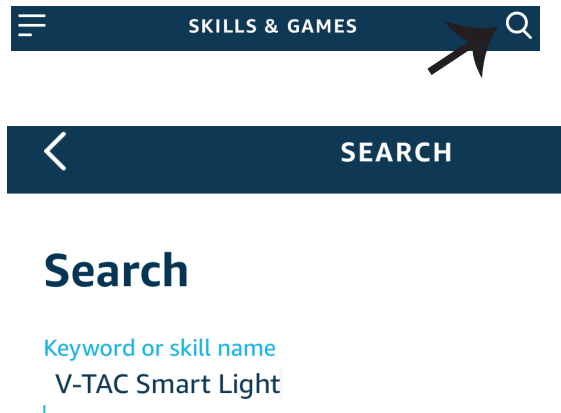 SKILLS & GAMES
SEARCH
Search
Keyword or skill name
V-TAC Smart Light